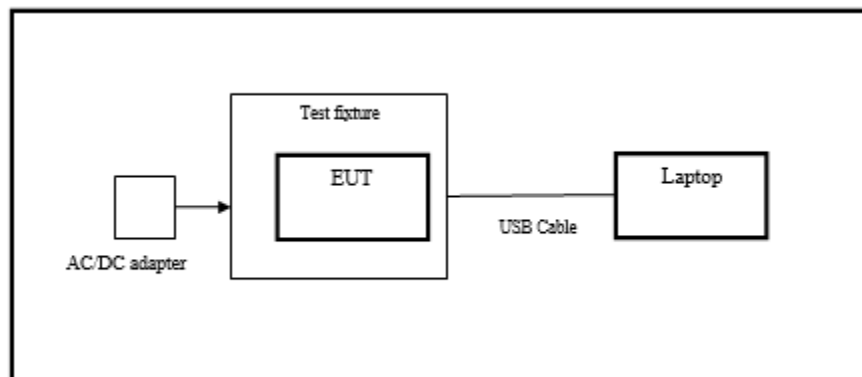 Test fixture
EUT
Laptop
USB Cable
AC/DC adapter